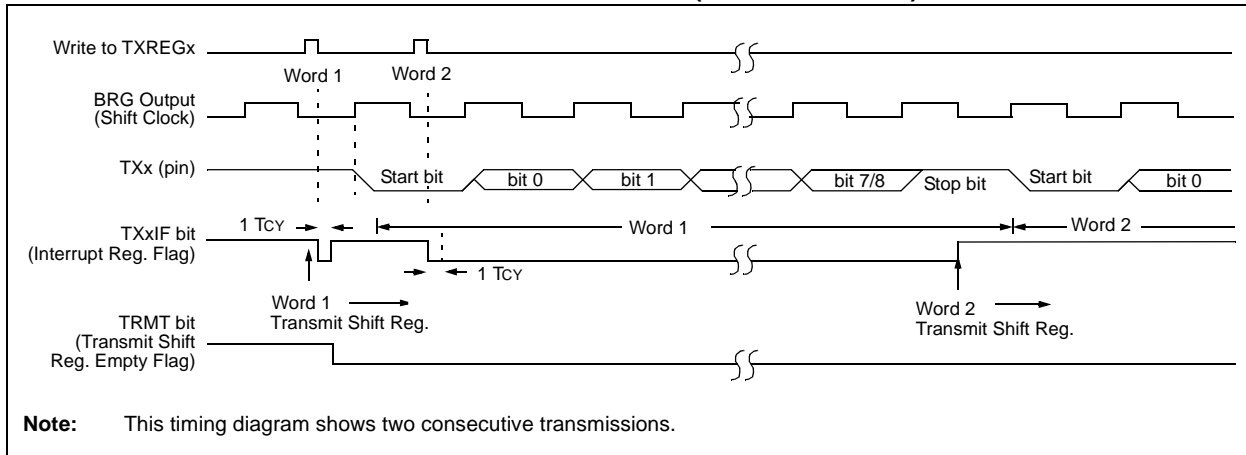 Write to TXREGx
Word 1
Word 2
BRG Output
(Shift Clock)
TXx (pin)
Start bit
bit 0
bit 1
bit 7/8
Stop bit
Start bit
bit 0
1 TCY
TXxIF bit
(Interrupt Reg. Flag)
Word 1
Word 2
1 TCY
Word 1
Transmit Shift Reg.
Word 2
Transmit Shift Reg.
TRMT bit
(Transmit Shift
Reg. Empty Flag)
Note: This timing diagram shows two consecutive transmissions.